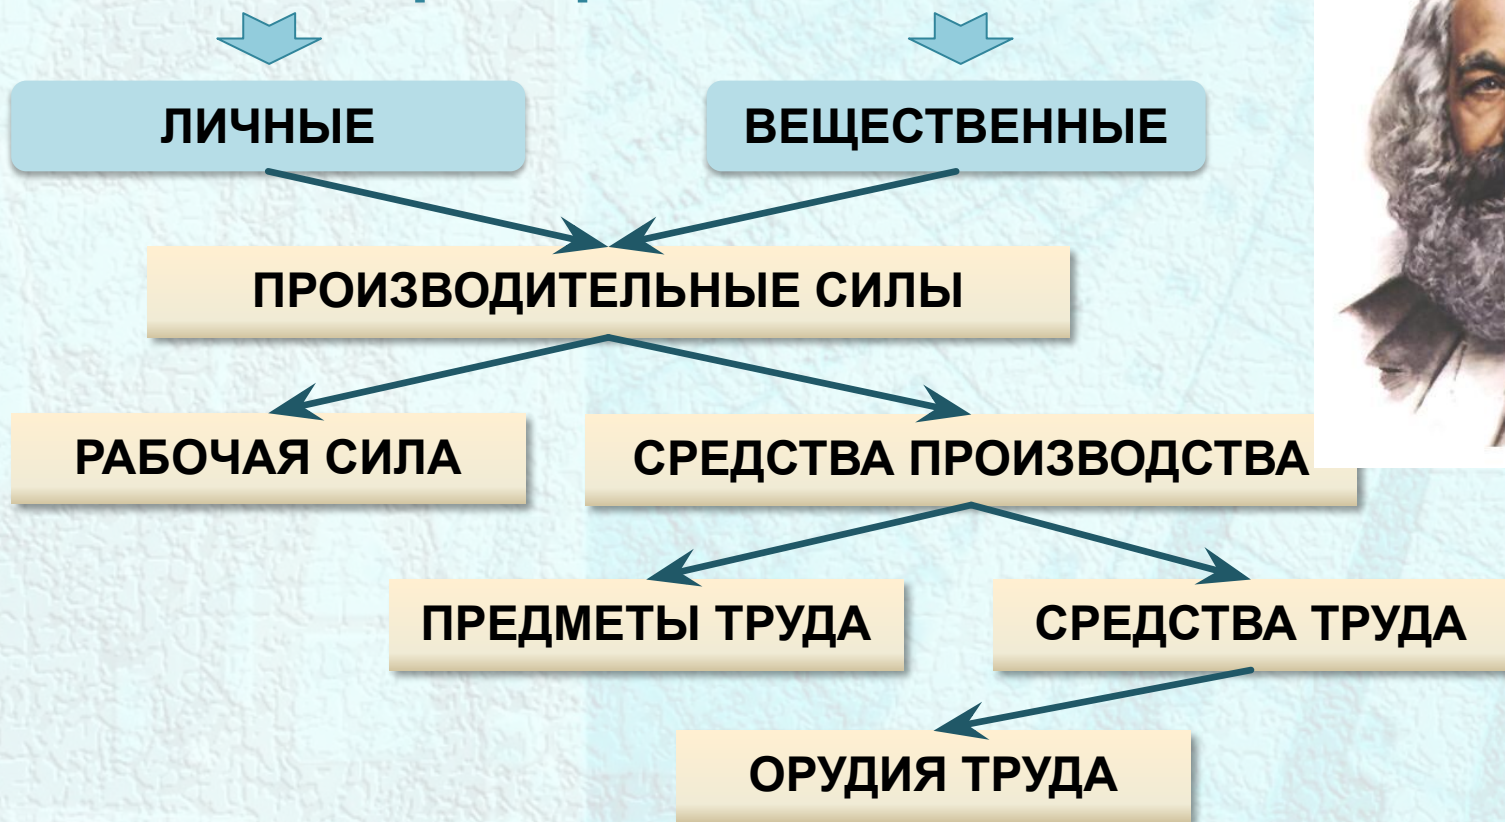 ЛИЧНЫЕ
ВЕЩЕСТВЕННЫЕ
ПРОИЗВОДИТЕЛЬНЫЕ СИЛЫ
РАБОЧАЯ СИЛА
СРЕДСТВА ПРОИЗВОДСТВА
ПРЕДМЕТЫ ТРУДА
СРЕДСТВА ТРУДА
ОРУДИЯ ТРУДА